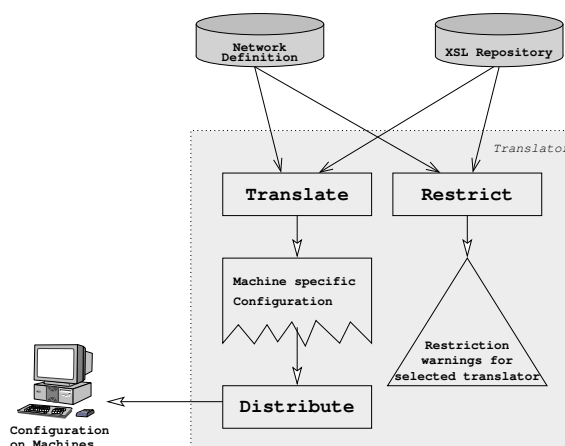 Network
Definition
XSL Repository
Translator
Translate
Restrict
Machine specific
Configuration
Restriction
warnings for
selected translator
Distribute
Configuration
on Machines